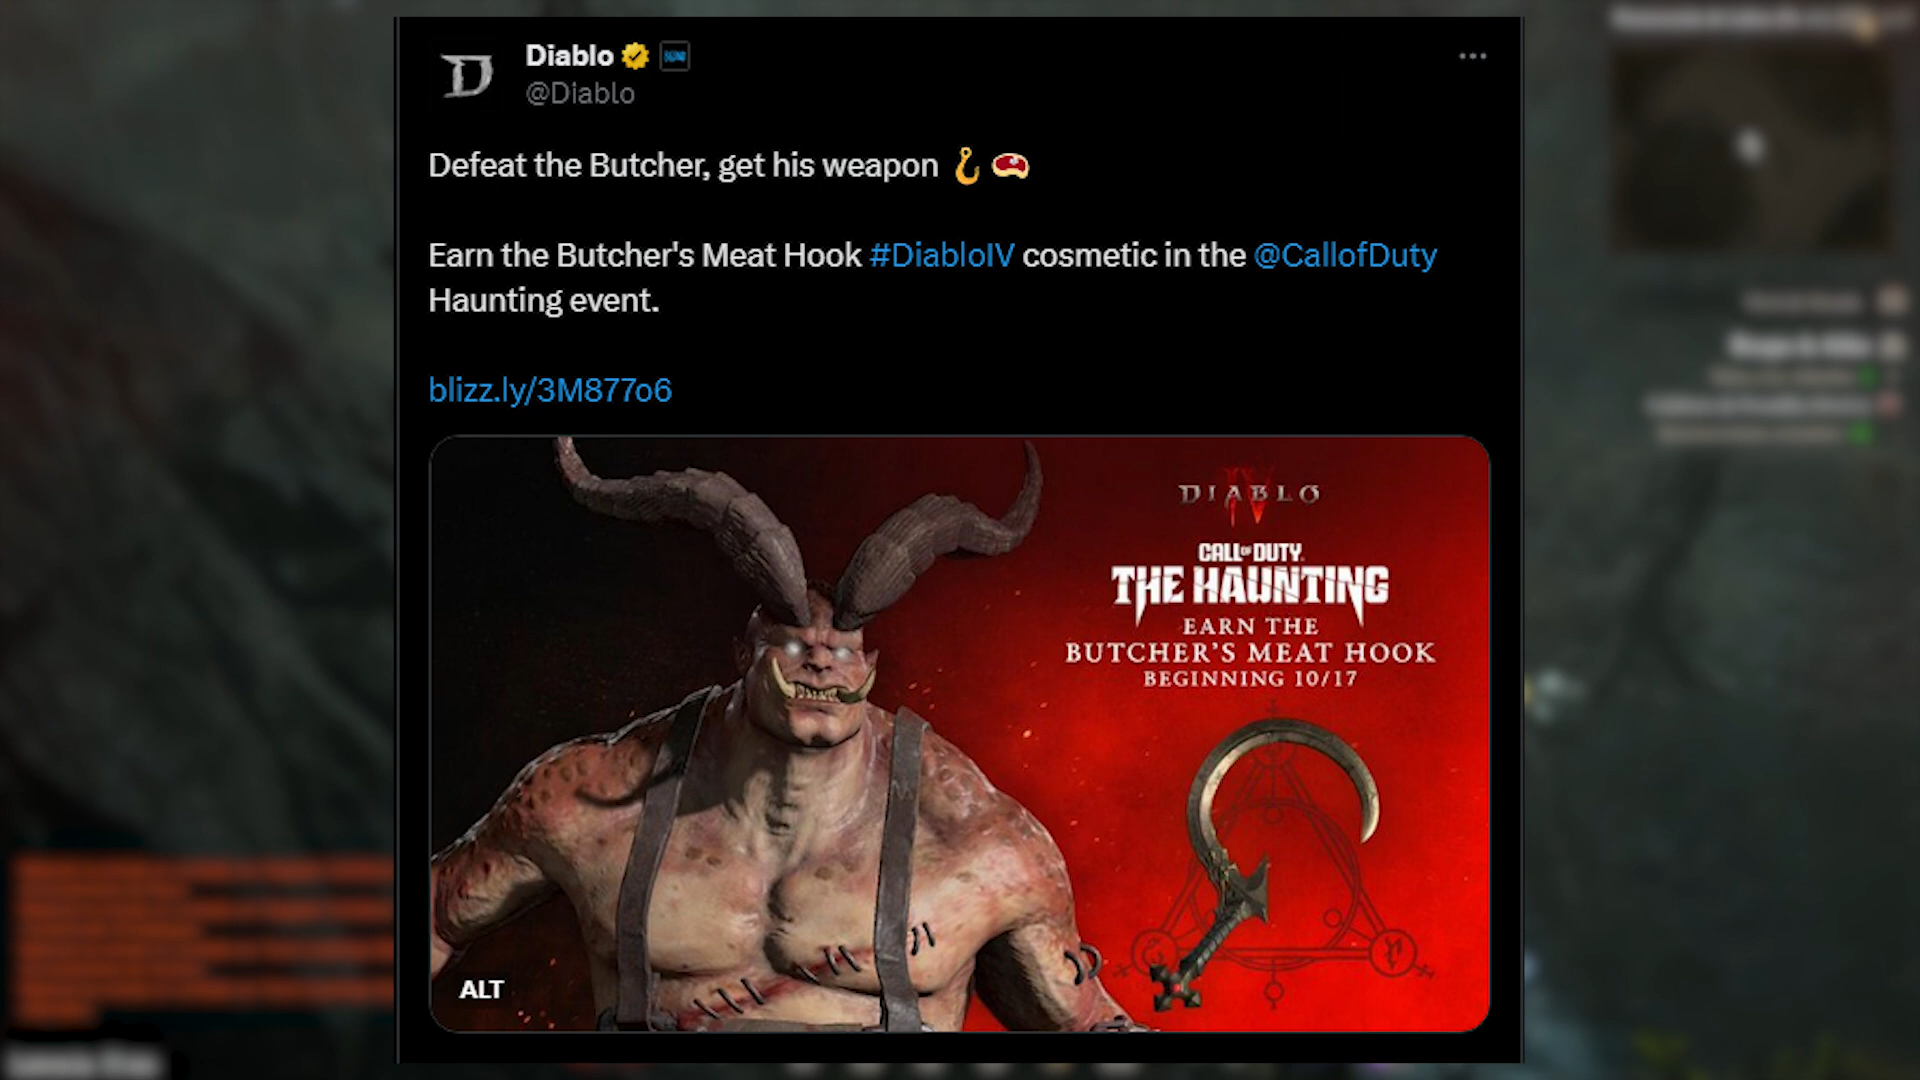 Diablo
@Diablo
Defeat the Butcher, get his weapon 🪝🥩
Earn the Butcher's Meat Hook #DiabloIV cosmetic in the @CallofDuty
Haunting event.
blizz.ly/3M877o6
DIABLO
IV
CALL OF DUTY
THE HAUNTING
EARN THE
BUTCHER'S MEAT HOOK
BEGINNING 10/17
ALT